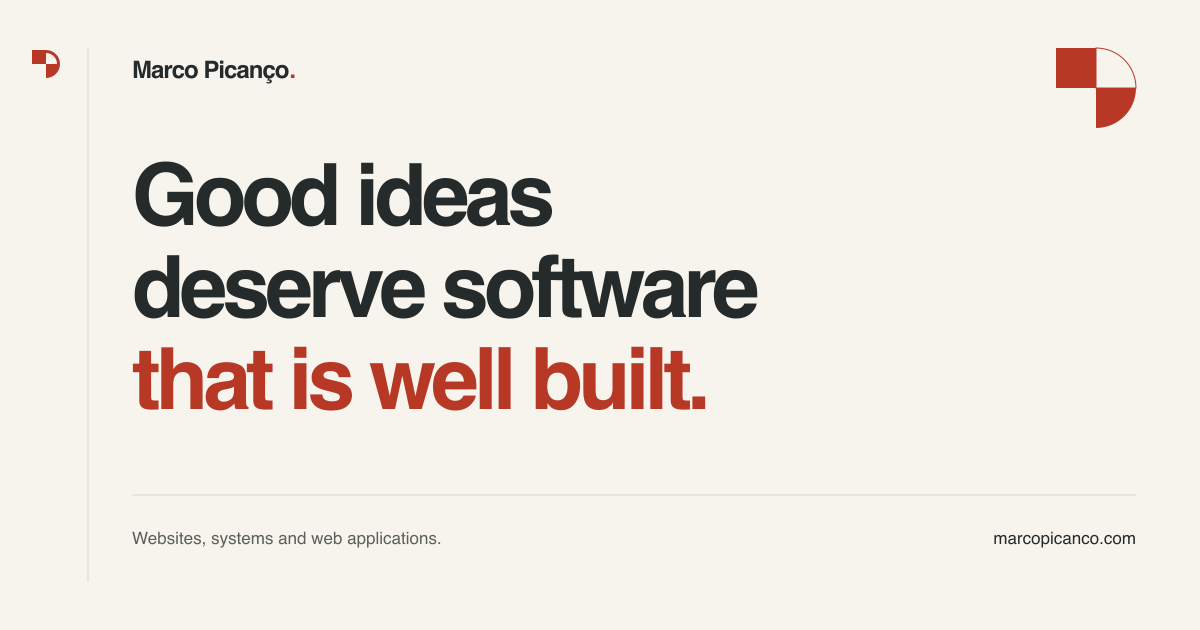 Marco Picanço.
Good ideas
deserve software
that is well built.
Websites, systems and web applications.
marcopicanco.com